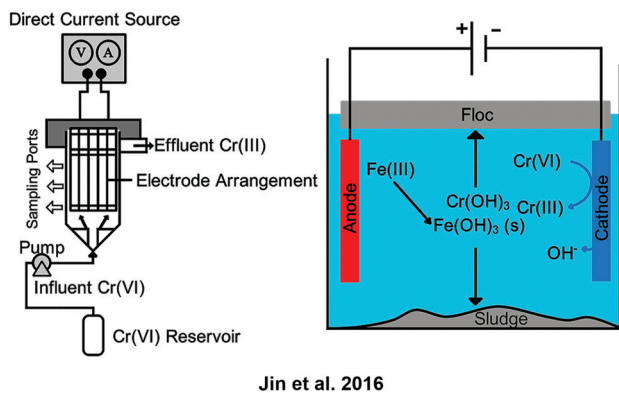 Direct Current Source
V A
Sampling Ports
Effluent Cr(III)
Electrode Arrangement
Pump
Influent Cr(VI)
Cr(VI) Reservoir
+ −
Floc
Anode
Fe(III)
Cr(OH)₃
Fe(OH)₃ (s)
Cr(VI)
Cr(III)
OH⁻
Cathode
Sludge
Jin et al. 2016